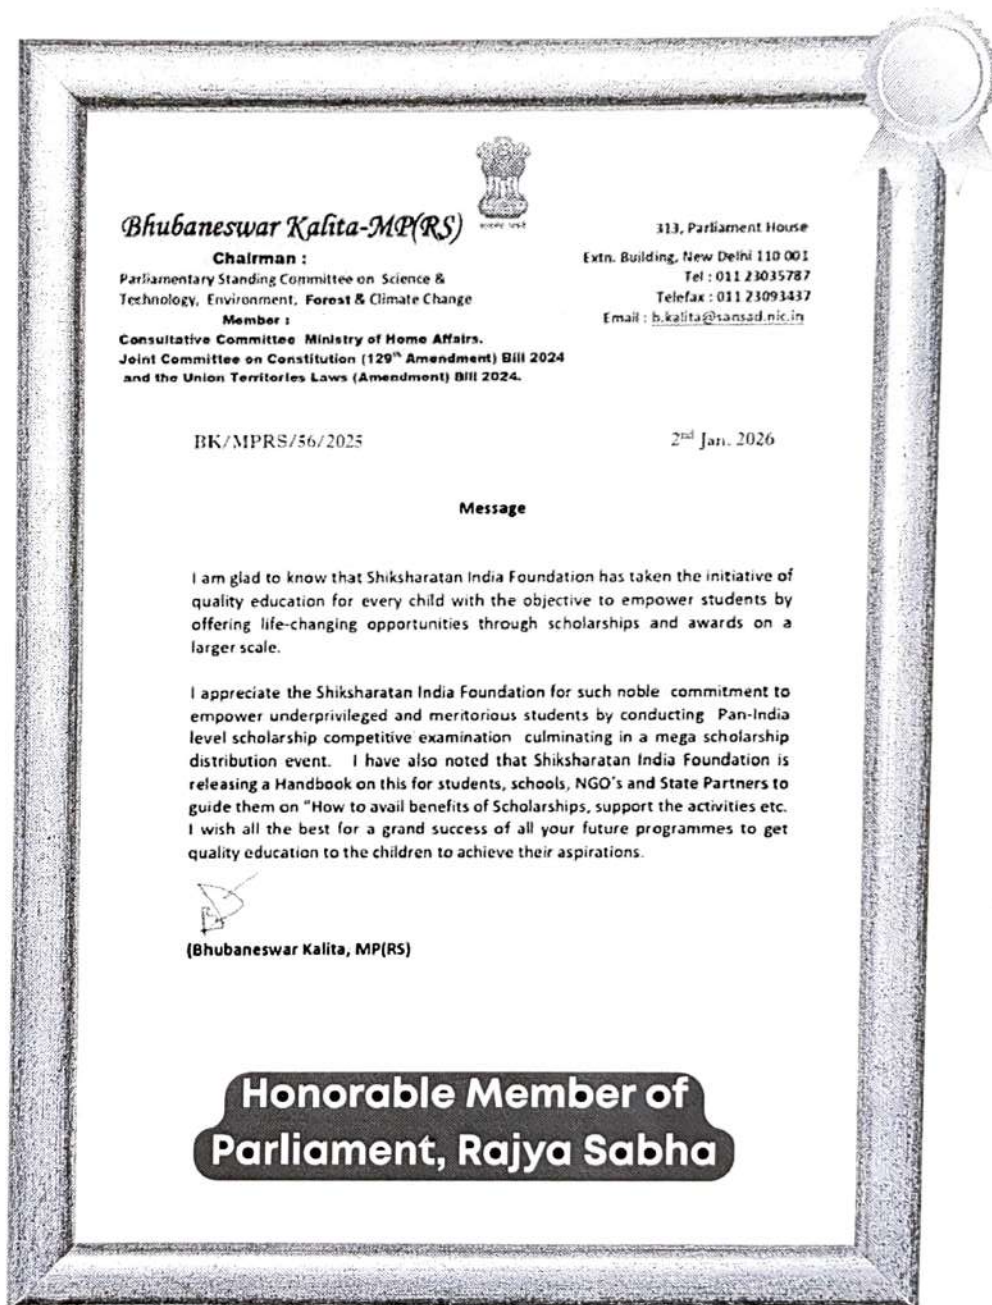 Bhubaneswar Kalita-MP(RS)
Chairman :
Parliamentary Standing Committee on Science &
Technology, Environment, Forest & Climate Change
Member :
Consultative Committee Ministry of Home Affairs.
Joint Committee on Constitution (129th Amendment) Bill 2024
and the Union Territories Laws (Amendment) Bill 2024.
313, Parliament House
Extn. Building, New Delhi 110 001
Tel : 011 23035787
Telefax : 011 23093437
Email : b.kalita@sansad.nic.in
BK/MPRS/56/2025
2nd Jan. 2026
Message
I am glad to know that Shiksharatan India Foundation has taken the initiative of
quality education for every child with the objective to empower students by
offering life-changing opportunities through scholarships and awards on a
larger scale.
I appreciate the Shiksharatan India Foundation for such noble commitment to
empower underprivileged and meritorious students by conducting Pan-India
level scholarship competitive examination culminating in a mega scholarship
distribution event. I have also noted that Shiksharatan India Foundation is
releasing a Handbook on this for students, schools, NGO's and State Partners to
guide them on "How to avail benefits of Scholarships, support the activities etc.
I wish all the best for a grand success of all your future programmes to get
quality education to the children to achieve their aspirations.
(Bhubaneswar Kalita, MP(RS)
Honorable Member of
Parliament, Rajya Sabha